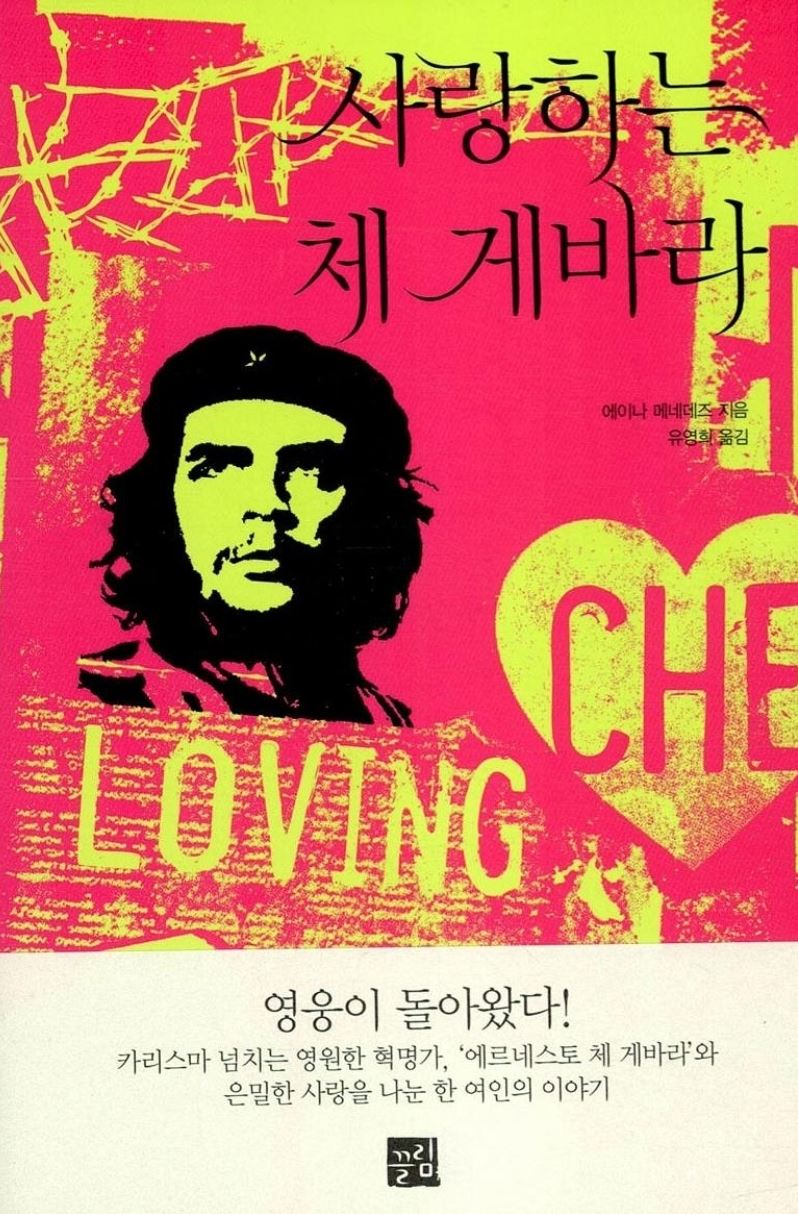 사랑하는
체 게바라
에이나 메네데즈 지음
유영희 옮김
CHE
LOVING
영웅이 돌아왔다!
카리스마 넘치는 영원한 혁명가, ‘에르네스토 체 게바라’와
은밀한 사랑을 나눈 한 여인의 이야기
끌림